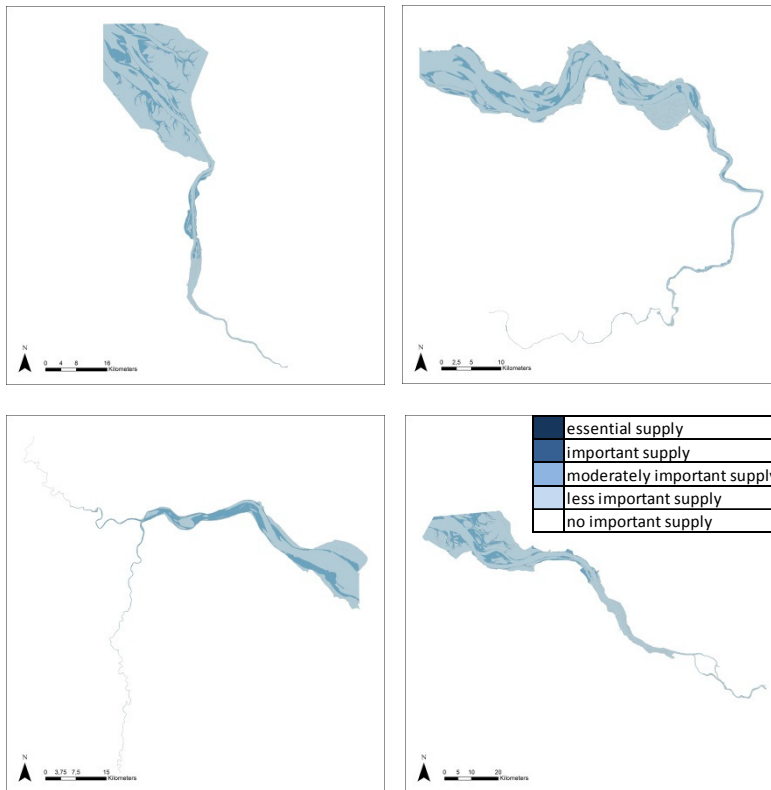 N
0 4 8 16
Kilometers
N
0 2,5 5 10
Kilometers
essential supply
important supply
moderately important supply
less important supply
no important supply
N
0 3,75 7,5 15
Kilometers
N
0 5 10 20
Kilometers